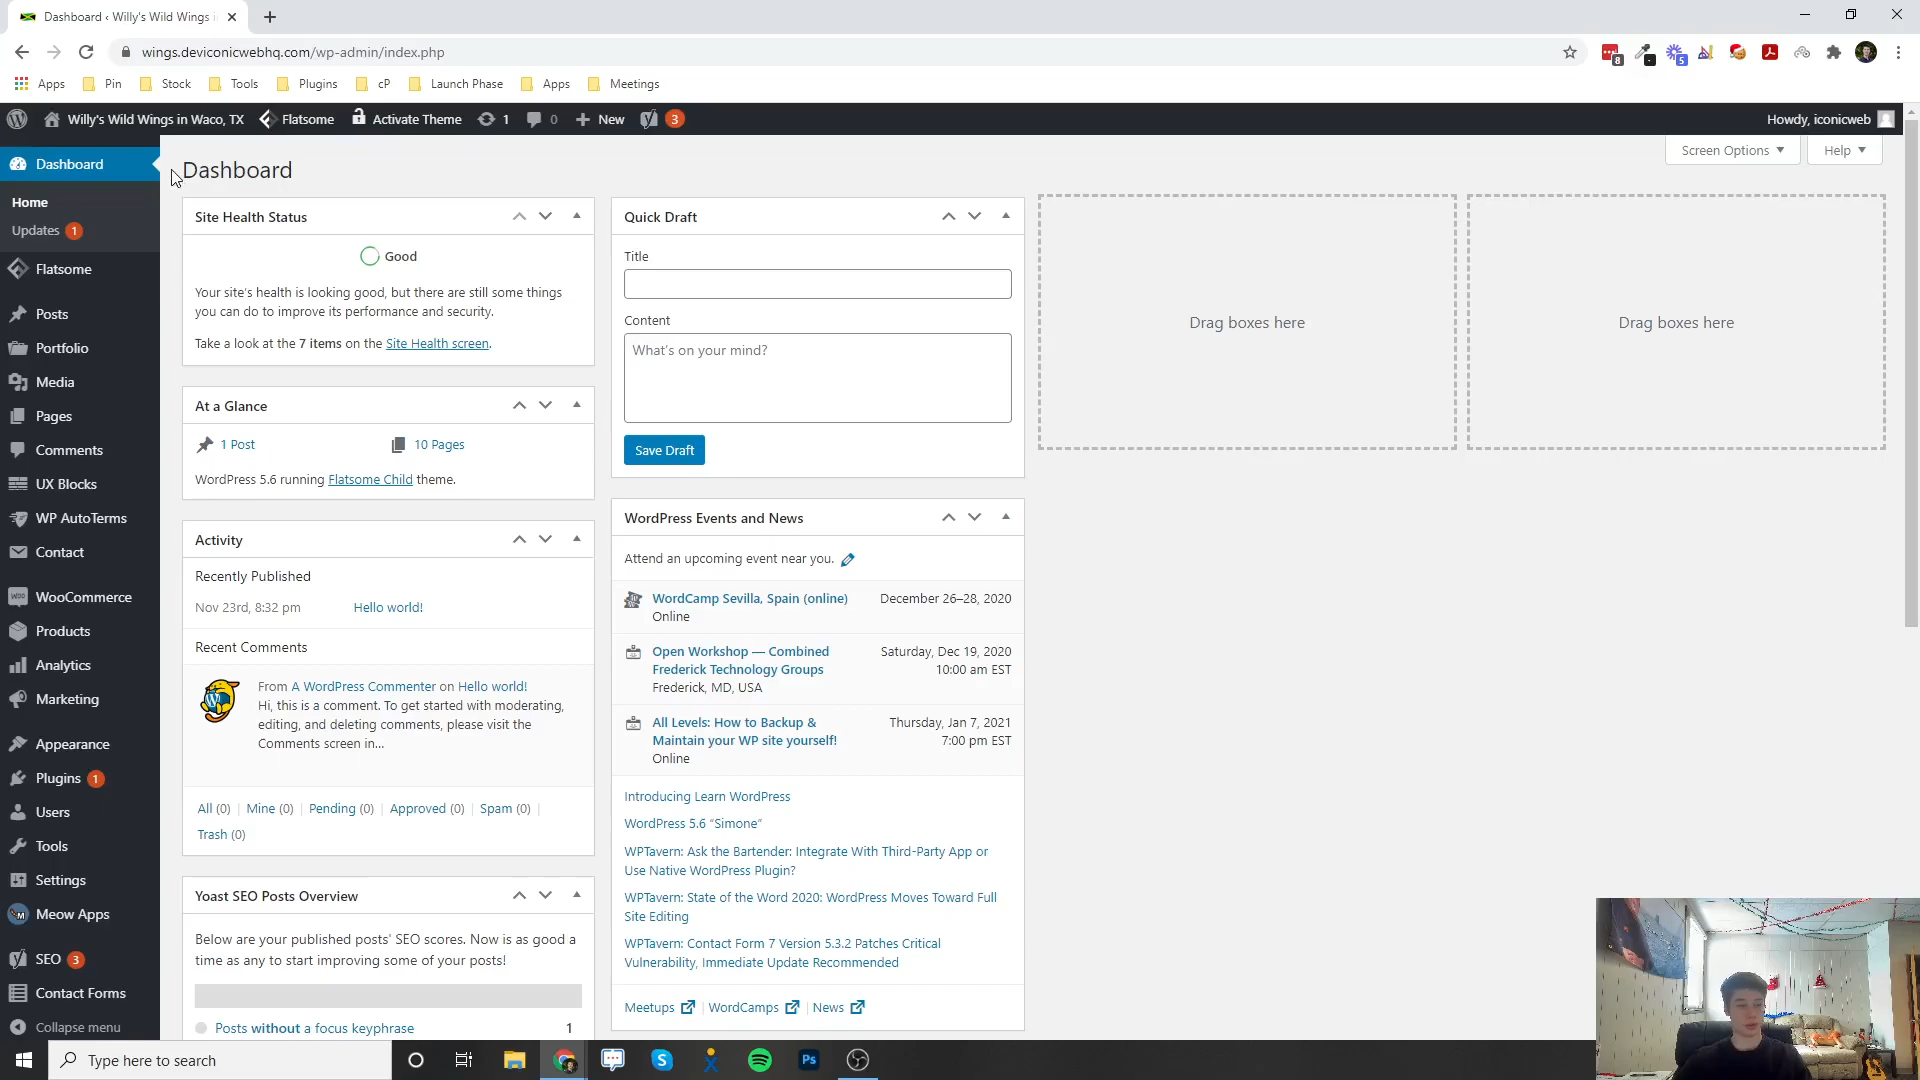 Dashboard ‹ Willy's Wild Wings i
wings.deviconicwebhq.com/wp-admin/index.php
8
5
Apps
Pin
Stock
Tools
Plugins
cP
Launch Phase
Apps
Meetings
Willy's Wild Wings in Waco, TX
Flatsome
Activate Theme
1
0
New
3
Howdy, iconicweb
Dashboard
Home
Updates 1
Flatsome
Posts
Portfolio
Media
Pages
Comments
UX Blocks
WP AutoTerms
Contact
WooCommerce
Products
Analytics
Marketing
Appearance
Plugins 1
Users
Tools
Settings
Meow Apps
SEO 3
Contact Forms
Collapse menu
Dashboard
Screen Options
Help
Site Health Status
Good
Your site's health is looking good, but there are still some things
you can do to improve its performance and security.
Take a look at the 7 items on the Site Health screen.
At a Glance
1 Post
10 Pages
WordPress 5.6 running Flatsome Child theme.
Activity
Recently Published
Nov 23rd, 8:32 pm
Hello world!
Recent Comments
From A WordPress Commenter on Hello world!
Hi, this is a comment. To get started with moderating,
editing, and deleting comments, please visit the
Comments screen in...
All (0) | Mine (0) | Pending (0) | Approved (0) | Spam (0) |
Trash (0)
Yoast SEO Posts Overview
Below are your published posts' SEO scores. Now is as good a
time as any to start improving some of your posts!
Posts without a focus keyphrase
1
Quick Draft
Title
Content
What's on your mind?
Save Draft
WordPress Events and News
Attend an upcoming event near you.
WordCamp Sevilla, Spain (online)
December 26–28, 2020
Online
Open Workshop — Combined
Saturday, Dec 19, 2020
Frederick Technology Groups
10:00 am EST
Frederick, MD, USA
All Levels: How to Backup &
Thursday, Jan 7, 2021
Maintain your WP site yourself!
7:00 pm EST
Online
Introducing Learn WordPress
WordPress 5.6 “Simone”
WPTavern: Ask the Bartender: Integrate With Third-Party App or
Use Native WordPress Plugin?
WPTavern: State of the Word 2020: WordPress Moves Toward Full
Site Editing
WPTavern: Contact Form 7 Version 5.3.2 Patches Critical
Vulnerability, Immediate Update Recommended
Meetups | WordCamps | News
Drag boxes here
Drag boxes here
Type here to search
Ps